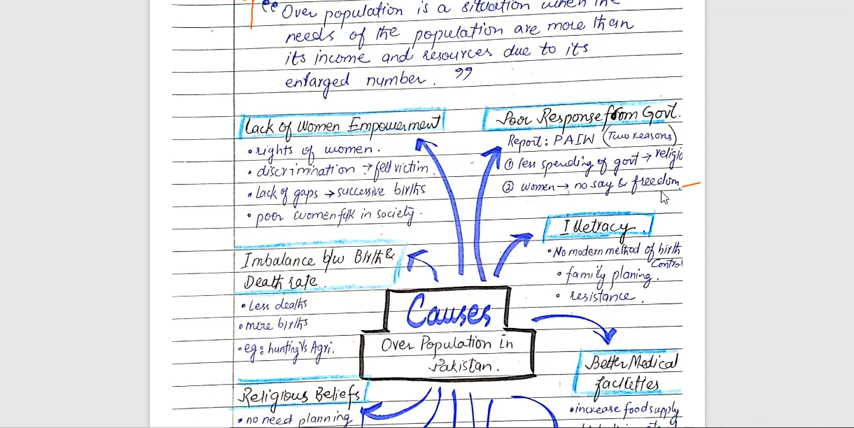 “ Over population is a situation when the
needs of the population are more than
its income and resources due to its
enlarged number. ”
Lack of Women Empowerment
• rights of women.
• discrimination → fell victim.
• lack of gaps → successive births
• poor womenfolk in society.
Poor Response from Govt.
Report: PAIW (Two reasons)
① less spending of govt → religio
② women → no say & freedom
Imbalance b/w Birth &
Death rate.
• less deaths
• more births
• eg: hunting Vs Agri.
Illetracy
• No modern method of birth
Control
• family planing.
• resistance.
Causes
Over Population in
Pakistan.
Better Medical
facilities
• increase food supply
Religious Beliefs
• no need planning